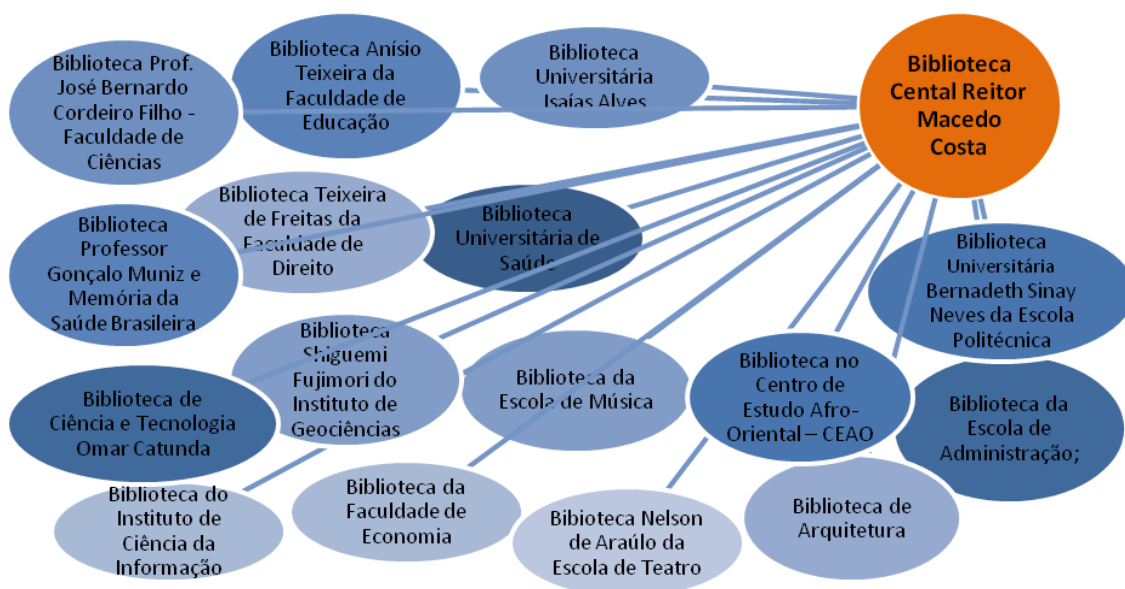 Biblioteca Prof.
José Bernardo
Cordeiro Filho -
Faculdade de
Ciências
Biblioteca Anísio
Teixeira da
Faculdade de
Educação
Biblioteca
Universitária
Isaías Alves
Biblioteca
Cental Reitor
Macedo
Costa
Biblioteca
Professor
Gonçalo Muniz e
Memória da
Saúde Brasileira
Biblioteca Teixeira
de Freitas da
Faculdade de
Direito
Biblioteca
Universitária de
Saúde
Biblioteca
Universitária
Bernadeth Sinay
Neves da Escola
Politécnica
Biblioteca de
Ciência e Tecnologia
Omar Catunda
Biblioteca
Shiguemi
Fujimori do
Instituto de
Geociências
Biblioteca da
Escola de Música
Biblioteca no
Centro de
Estudo Afro-
Oriental – CEAO
Biblioteca da
Escola de
Administração;
Biblioteca do
Instituto de
Ciência da
Informação
Biblioteca da
Faculdade de
Economia
Bibioteca Nelson
de Araúlo da
Escola de Teatro
Biblioteca de
Arquitetura